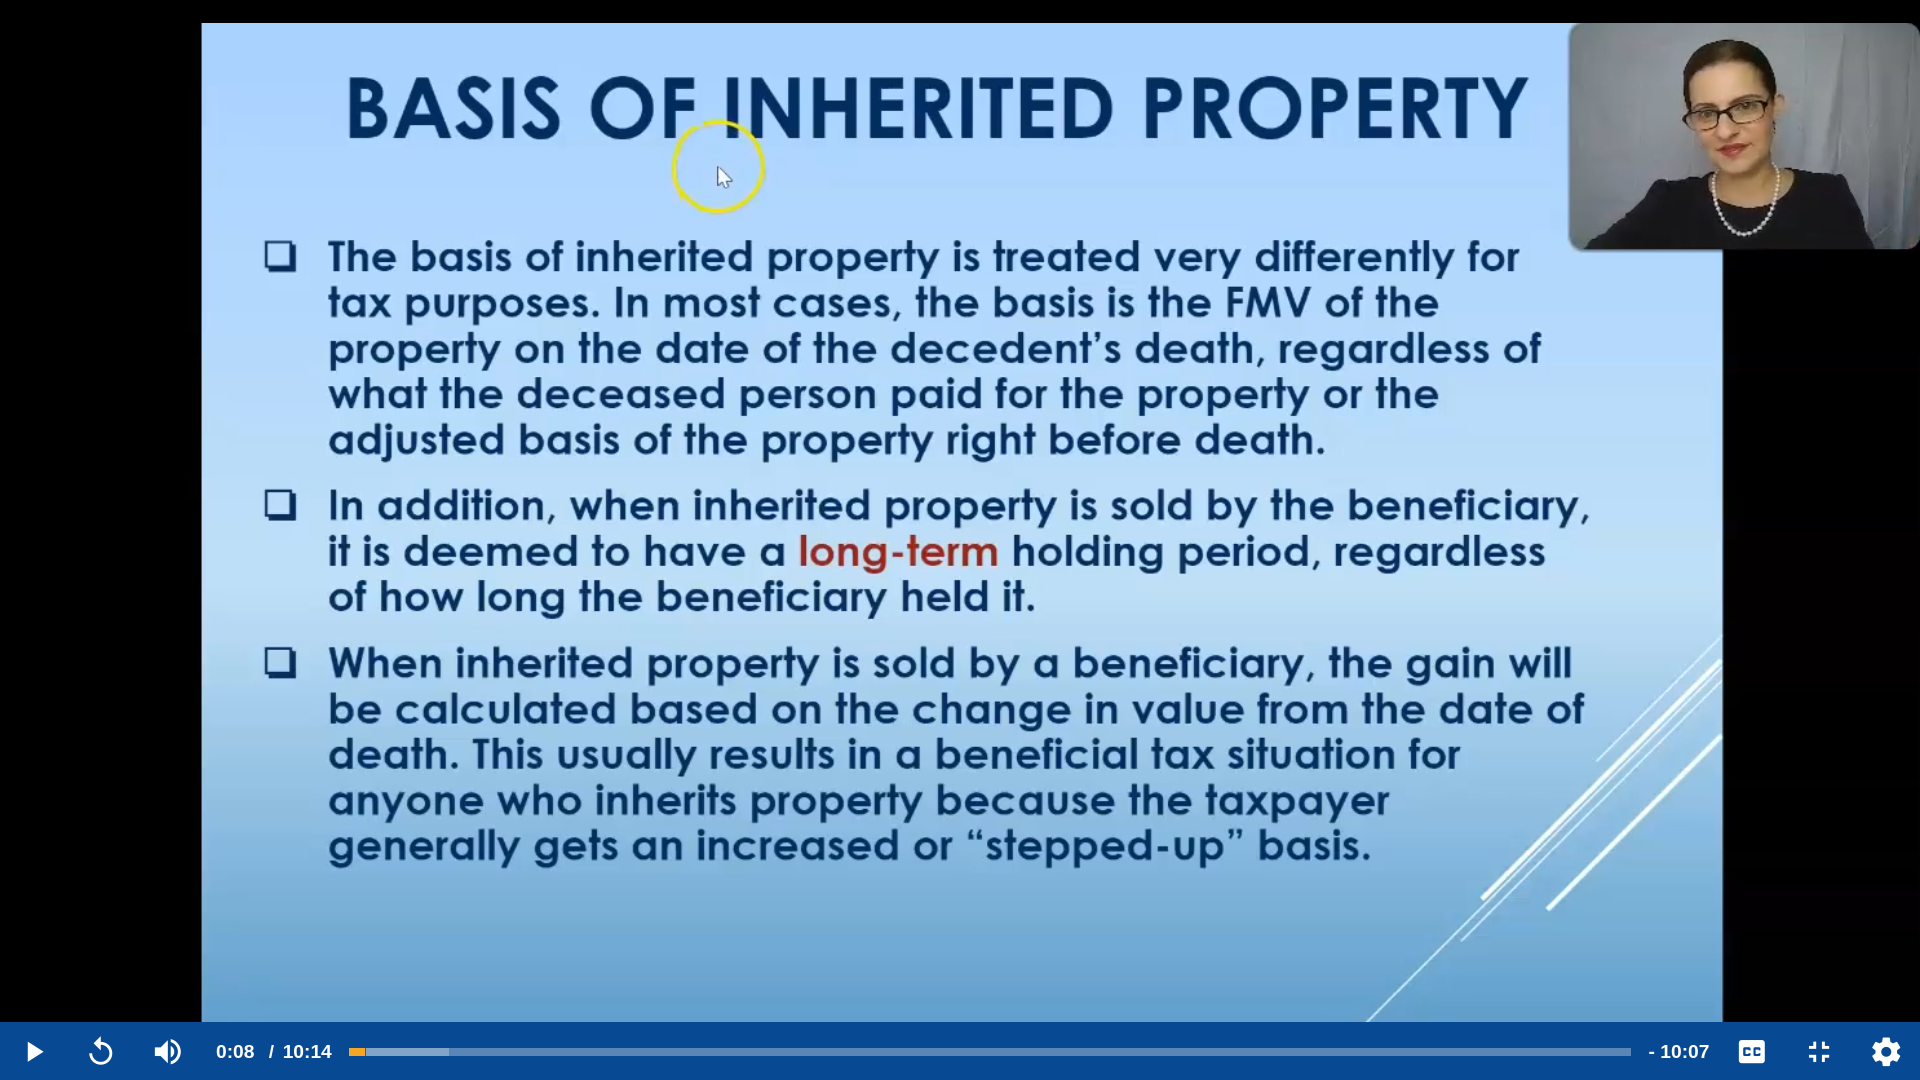 BASIS OF INHERITED PROPERTY
The basis of inherited property is treated very differently for
tax purposes. In most cases, the basis is the FMV of the
property on the date of the decedent’s death, regardless of
what the deceased person paid for the property or the
adjusted basis of the property right before death.
In addition, when inherited property is sold by the beneficiary,
it is deemed to have a long-term holding period, regardless
of how long the beneficiary held it.
When inherited property is sold by a beneficiary, the gain will
be calculated based on the change in value from the date of
death. This usually results in a beneficial tax situation for
anyone who inherits property because the taxpayer
generally gets an increased or “stepped-up” basis.
0:08 / 10:14 - 10:07 CC